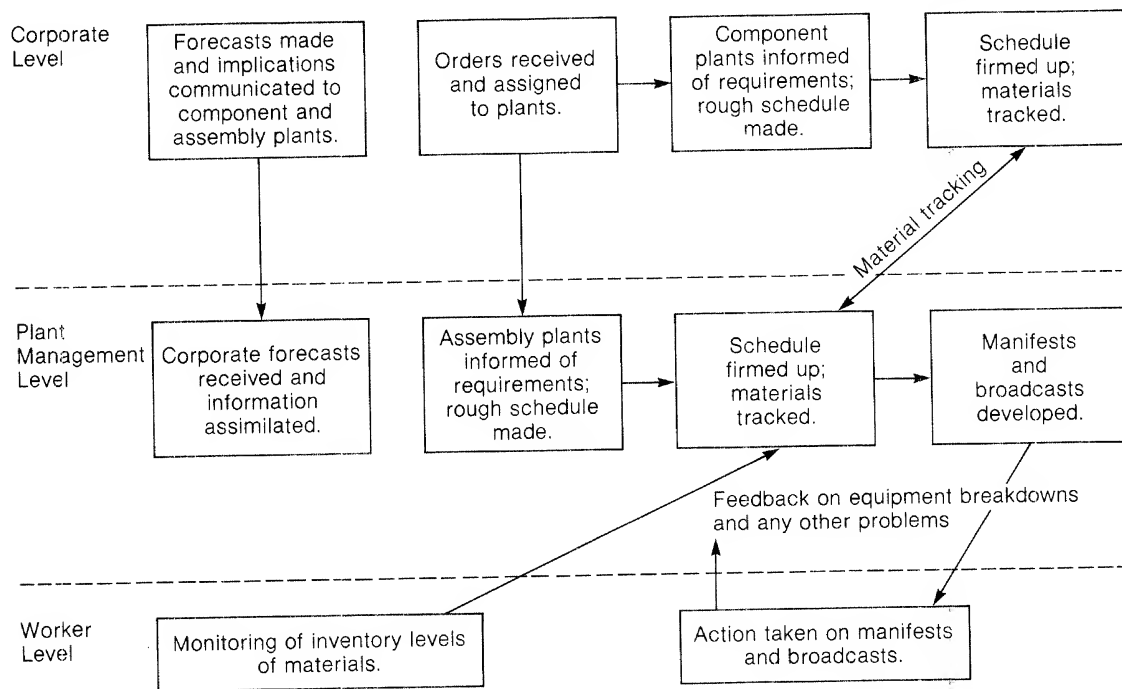 Corporate
Level
Forecasts made
and implications
communicated to
component and
assembly plants.
Orders received
and assigned
to plants.
Component
plants informed
of requirements;
rough schedule
made.
Schedule
firmed up;
materials
tracked.
Material tracking
Plant
Management
Level
Corporate forecasts
received and
information
assimilated.
Assembly plants
informed of
requirements;
rough schedule
made.
Schedule
firmed up;
materials
tracked.
Manifests
and
broadcasts
developed.
Feedback on equipment breakdowns
and any other problems
Worker
Level
Monitoring of inventory levels
of materials.
Action taken on manifests
and broadcasts.